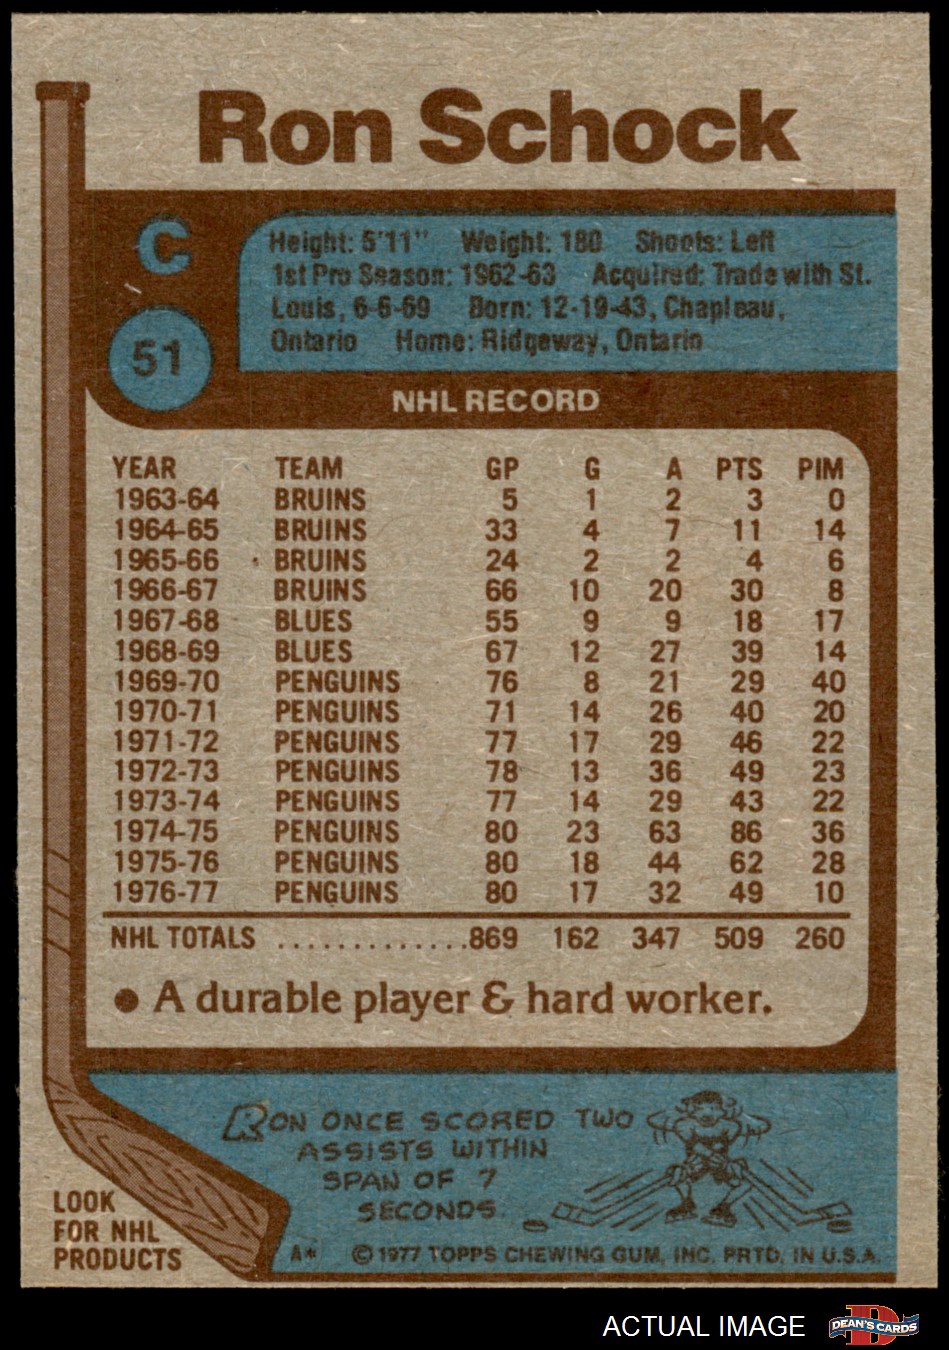 Ron Schock
C
51
Height: 5'11" Weight: 180 Shoots: Left
1st Pro Season: 1962-63 Acquired: Trade with St.
Louis, 6-6-69 Born: 12-19-43, Chapleau,
Ontario Home: Ridgeway, Ontario
NHL RECORD
YEAR TEAM GP G A PTS PIM
1963-64 BRUINS 5 1 2 3 0
1964-65 BRUINS 33 4 7 11 14
1965-66 BRUINS 24 2 2 4 6
1966-67 BRUINS 66 10 20 30 8
1967-68 BLUES 55 9 9 18 17
1968-69 BLUES 67 12 27 39 14
1969-70 PENGUINS 76 8 21 29 40
1970-71 PENGUINS 71 14 26 40 20
1971-72 PENGUINS 77 17 29 46 22
1972-73 PENGUINS 78 13 36 49 23
1973-74 PENGUINS 77 14 29 43 22
1974-75 PENGUINS 80 23 63 86 36
1975-76 PENGUINS 80 18 44 62 28
1976-77 PENGUINS 80 17 32 49 10
NHL TOTALS .............869 162 347 509 260
● A durable player & hard worker.
RON ONCE SCORED TWO
ASSISTS WITHIN
SPAN OF 7
SECONDS.
LOOK
FOR NHL
PRODUCTS
A* © 1977 TOPPS CHEWING GUM, INC. PRTD. IN U.S.A.
ACTUAL IMAGE DEAN'S CARDS